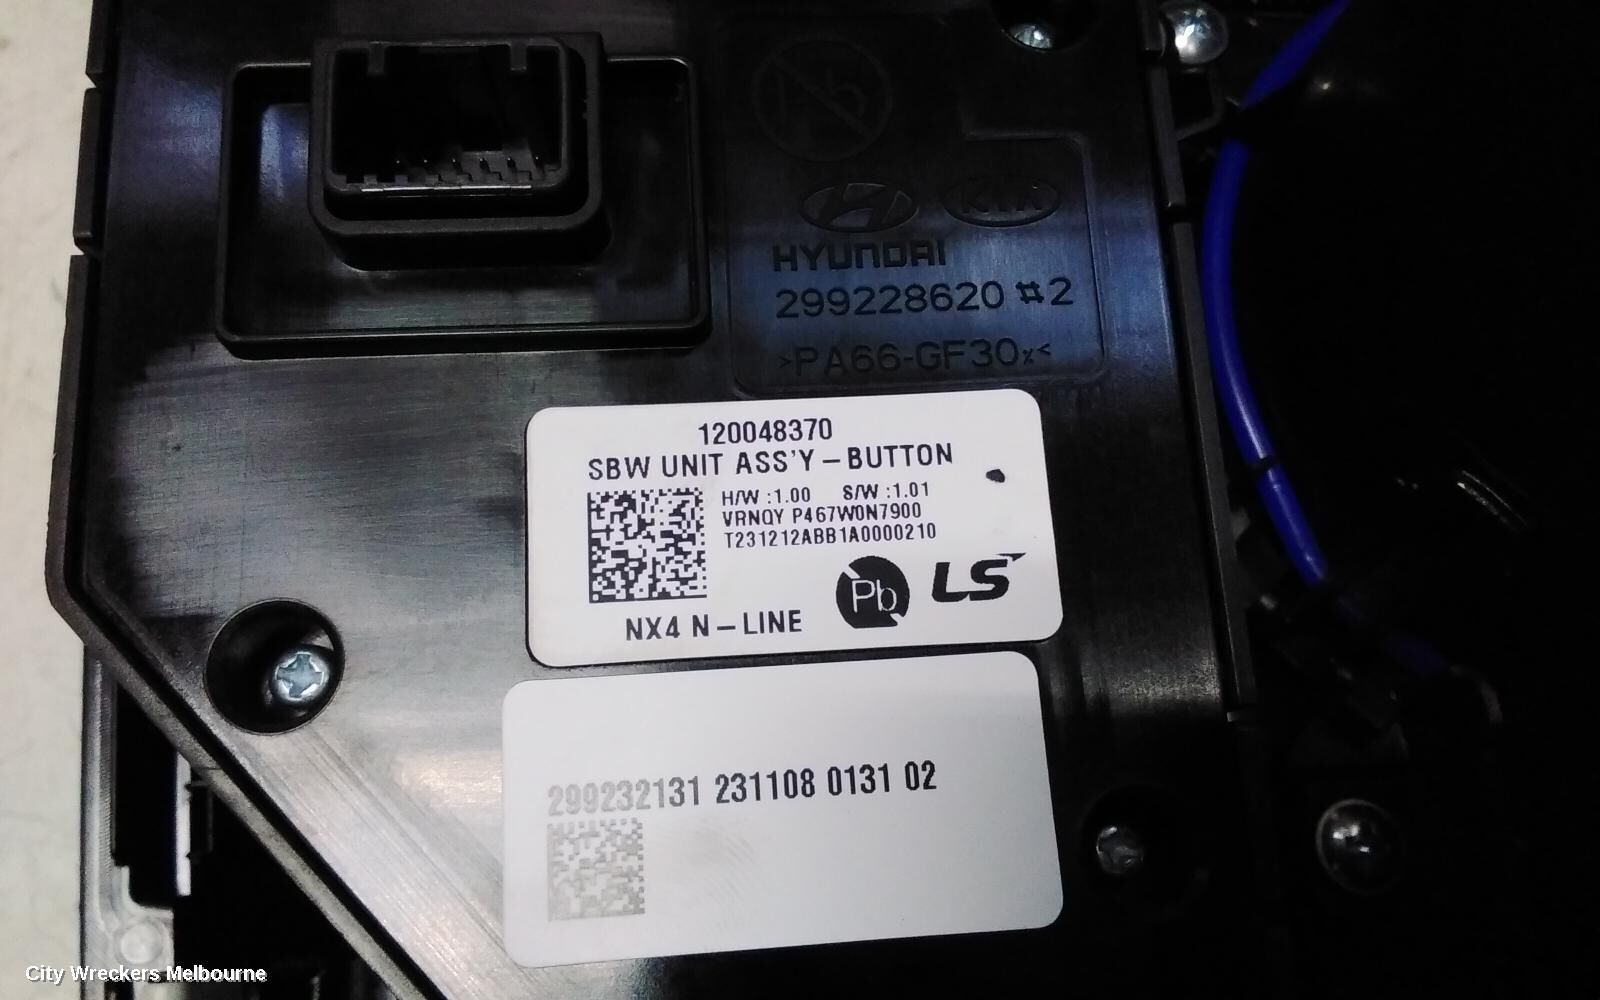 Pb
KIA
HYUNDAI
299228620 #2
>PA66-GF30%<
120048370
SBW UNIT ASS'Y-BUTTON
H/W :1.00 S/W :1.01
VRNQY P467W0N7900
T231212ABB1A0000210
Pb LS
NX4 N-LINE
299232131 231108 0131 02
City Wreckers Melbourne